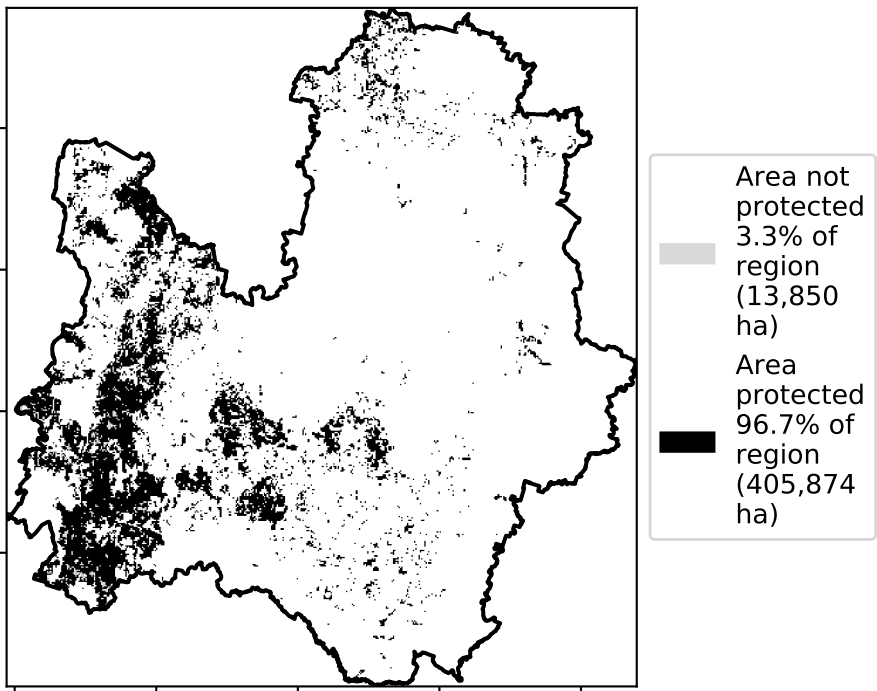 Area not
protected
3.3% of
region
(13,850
ha)
Area
protected
96.7% of
region
(405,874
ha)